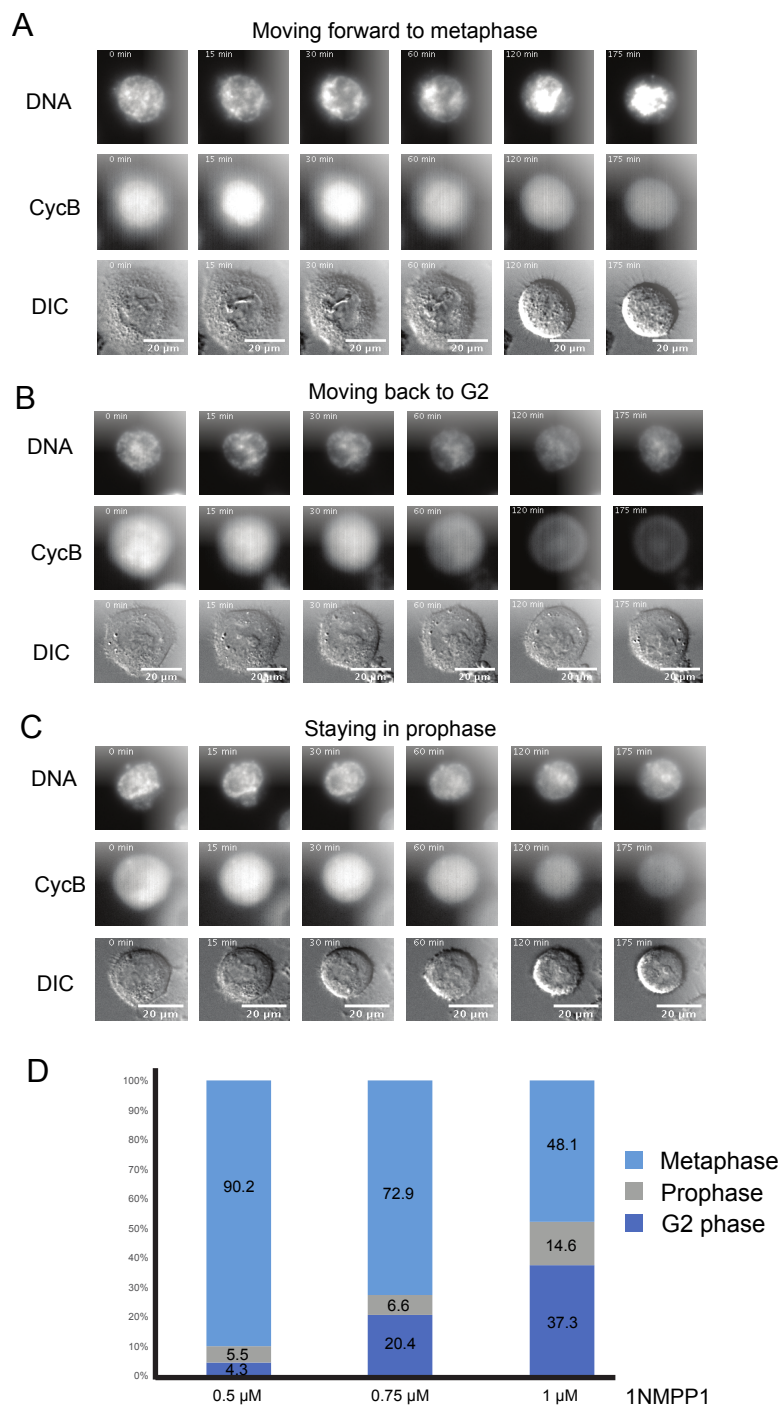 A
Moving forward to metaphase
DNA
0 min 15 min 30 min 60 min 120 min 175 min
CycB
0 min 15 min 30 min 60 min 120 min 175 min
DIC
0 min 15 min 30 min 60 min 120 min 175 min
20 µm 20 µm 20 µm 20 µm 20 µm 20 µm
B
Moving back to G2
DNA
0 min 15 min 30 min 60 min 120 min 175 min
CycB
0 min 15 min 30 min 60 min 120 min 175 min
DIC
0 min 15 min 30 min 60 min 120 min 175 min
20 µm 20 µm 20 µm 20 µm 20 µm 20 µm
C
Staying in prophase
DNA
0 min 15 min 30 min 60 min 120 min 175 min
CycB
0 min 15 min 30 min 60 min 120 min 175 min
DIC
0 min 15 min 30 min 60 min 120 min 175 min
20 µm 20 µm 20 µm 20 µm 20 µm 20 µm
D
100%
90%
80%
70%
60%
50%
40%
30%
20%
10%
0%
90.2
5.5
4.3
72.9
6.6
20.4
48.1
14.6
37.3
Metaphase
Prophase
G2 phase
0.5 µM 0.75 µM 1 µM 1NMPP1